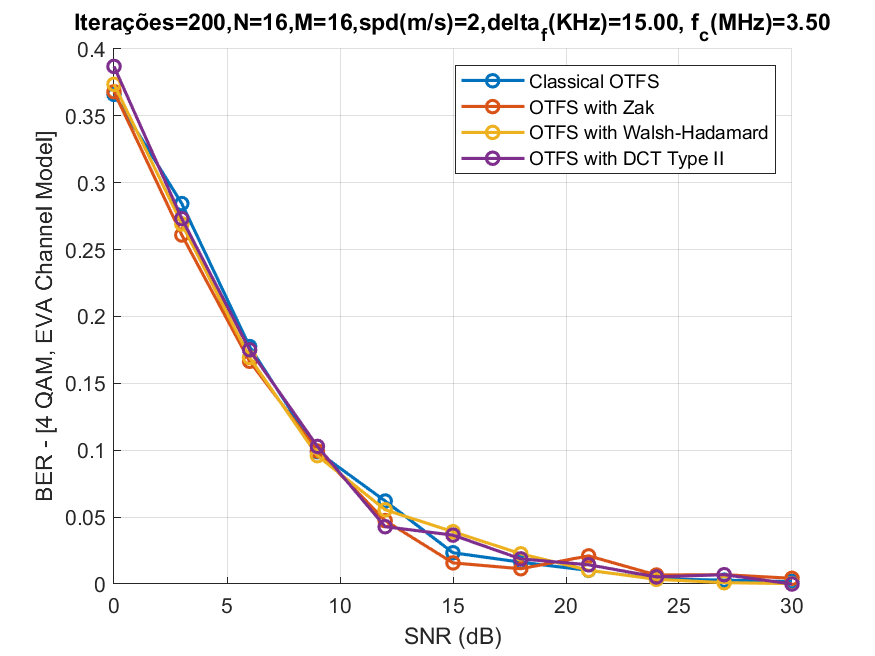 Iterações=200,N=16,M=16,spd(m/s)=2,delta_f(KHz)=15.00, f_c(MHz)=3.50
0.4
0.35
0.3
0.25
0.2
0.15
0.1
0.05
0
BER - [4 QAM, EVA Channel Model]
Classical OTFS
OTFS with Zak
OTFS with Walsh-Hadamard
OTFS with DCT Type II
0 5 10 15 20 25 30
SNR (dB)